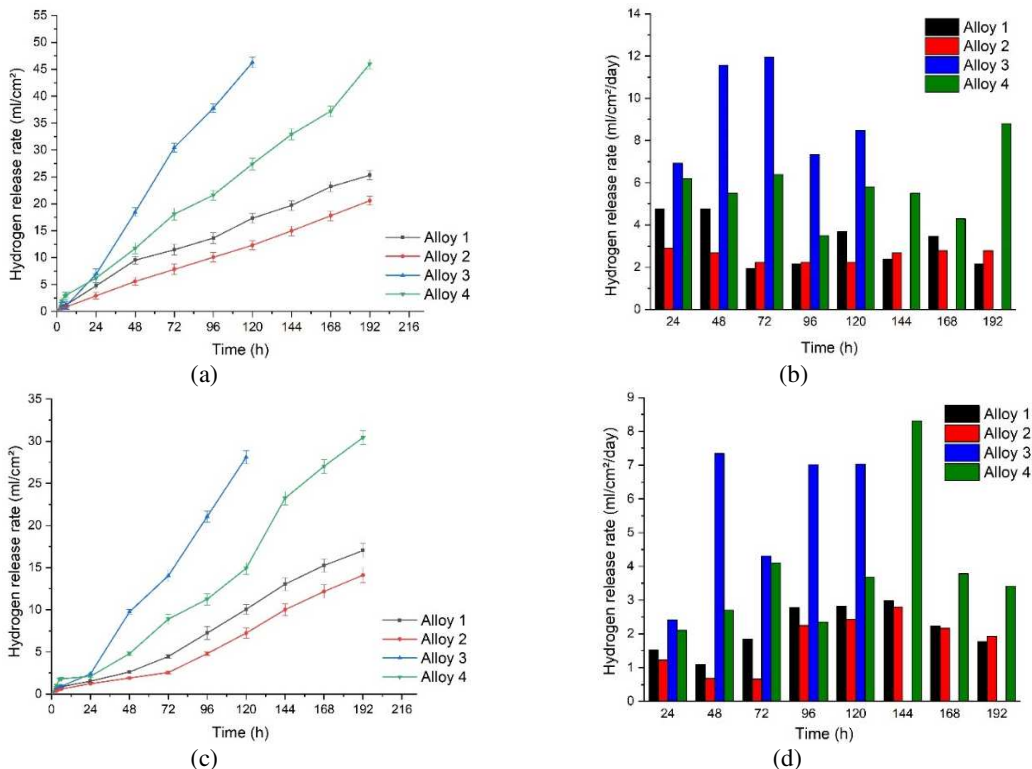 55
50
45
40
35
30
25
20
15
10
5
0
Hydrogen release rate (ml/cm²)
Alloy 1
Alloy 2
Alloy 3
Alloy 4
0 24 48 72 96 120 144 168 192 216
Time (h)
(a)
14
12
10
8
6
4
2
0
Hydrogen release rate (ml/cm²/day)
Alloy 1
Alloy 2
Alloy 3
Alloy 4
24 48 72 96 120 144 168 192
Time (h)
(b)
35
30
25
20
15
10
5
0
Hydrogen release rate (ml/cm²)
Alloy 1
Alloy 2
Alloy 3
Alloy 4
0 24 48 72 96 120 144 168 192 216
Time (h)
(c)
9
8
7
6
5
4
3
2
1
0
Hydrogen release rate (ml/cm²/day)
Alloy 1
Alloy 2
Alloy 3
Alloy 4
24 48 72 96 120 144 168 192
Time (h)
(d)